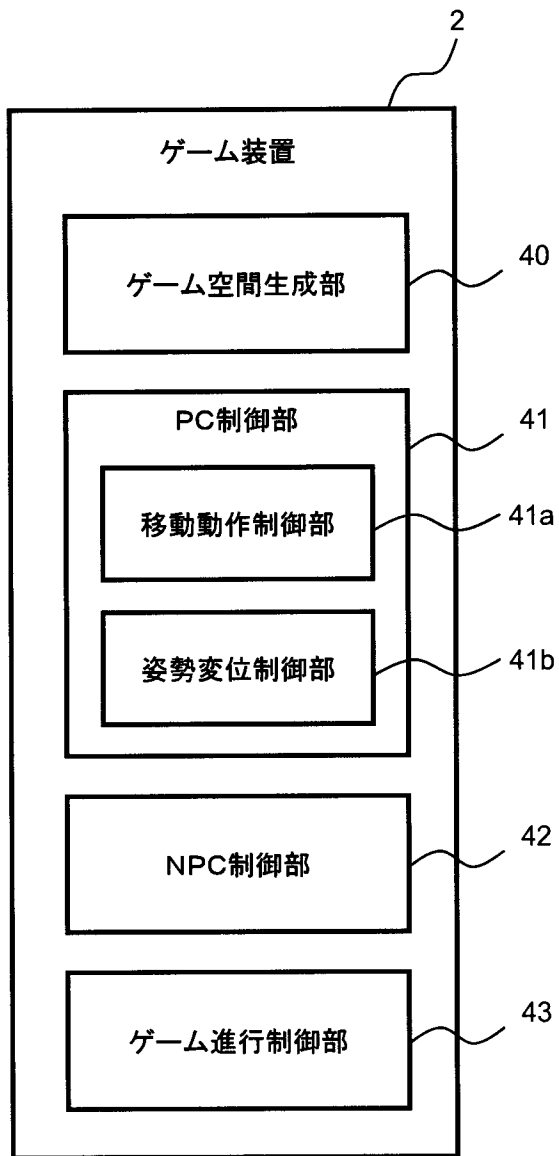 2
ゲーム装置
ゲーム空間生成部
40
PC制御部
41
移動動作制御部
41a
姿勢変位制御部
41b
NPC制御部
42
ゲーム進行制御部
43